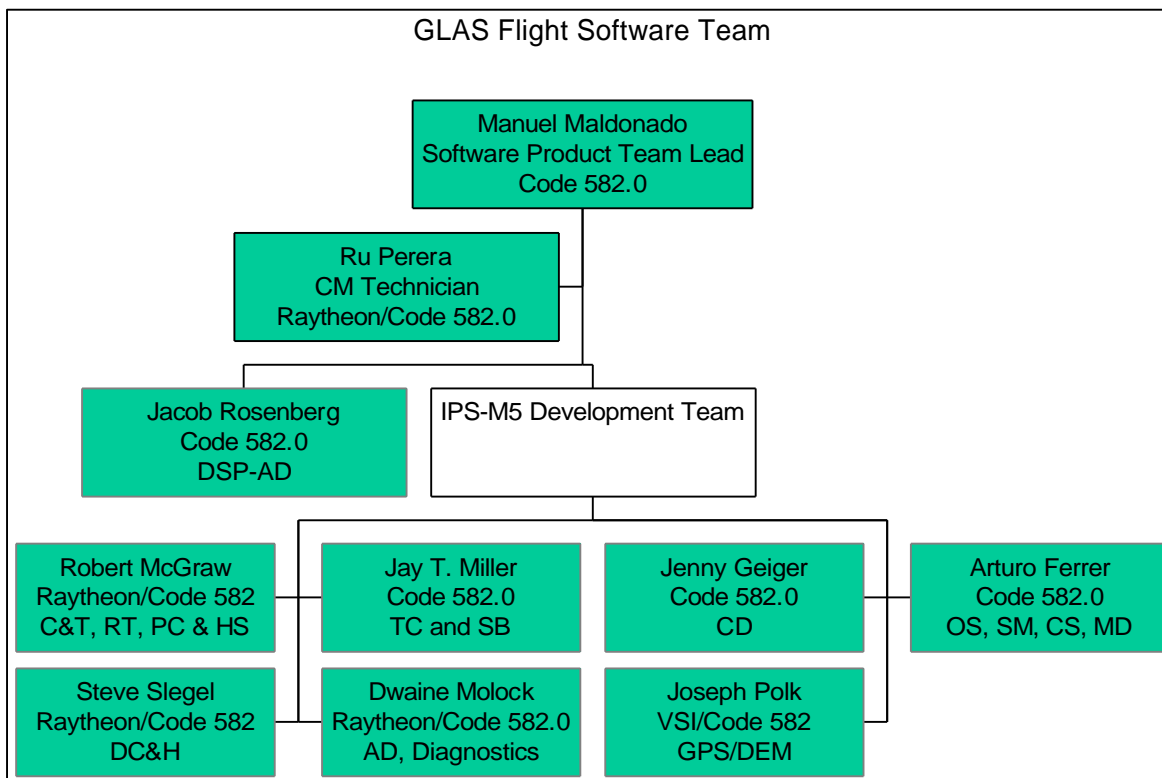 GLAS Flight Software Team
Manuel Maldonado
Software Product Team Lead
Code 582.0
Ru Perera
CM Technician
Raytheon/Code 582.0
Jacob Rosenberg
Code 582.0
DSP-AD
IPS-M5 Development Team
Robert McGraw
Raytheon/Code 582
C&T, RT, PC & HS
Jay T. Miller
Code 582.0
TC and SB
Jenny Geiger
Code 582.0
CD
Arturo Ferrer
Code 582.0
OS, SM, CS, MD
Steve Slegel
Raytheon/Code 582
DC&H
Dwaine Molock
Raytheon/Code 582.0
AD, Diagnostics
Joseph Polk
VSI/Code 582
GPS/DEM